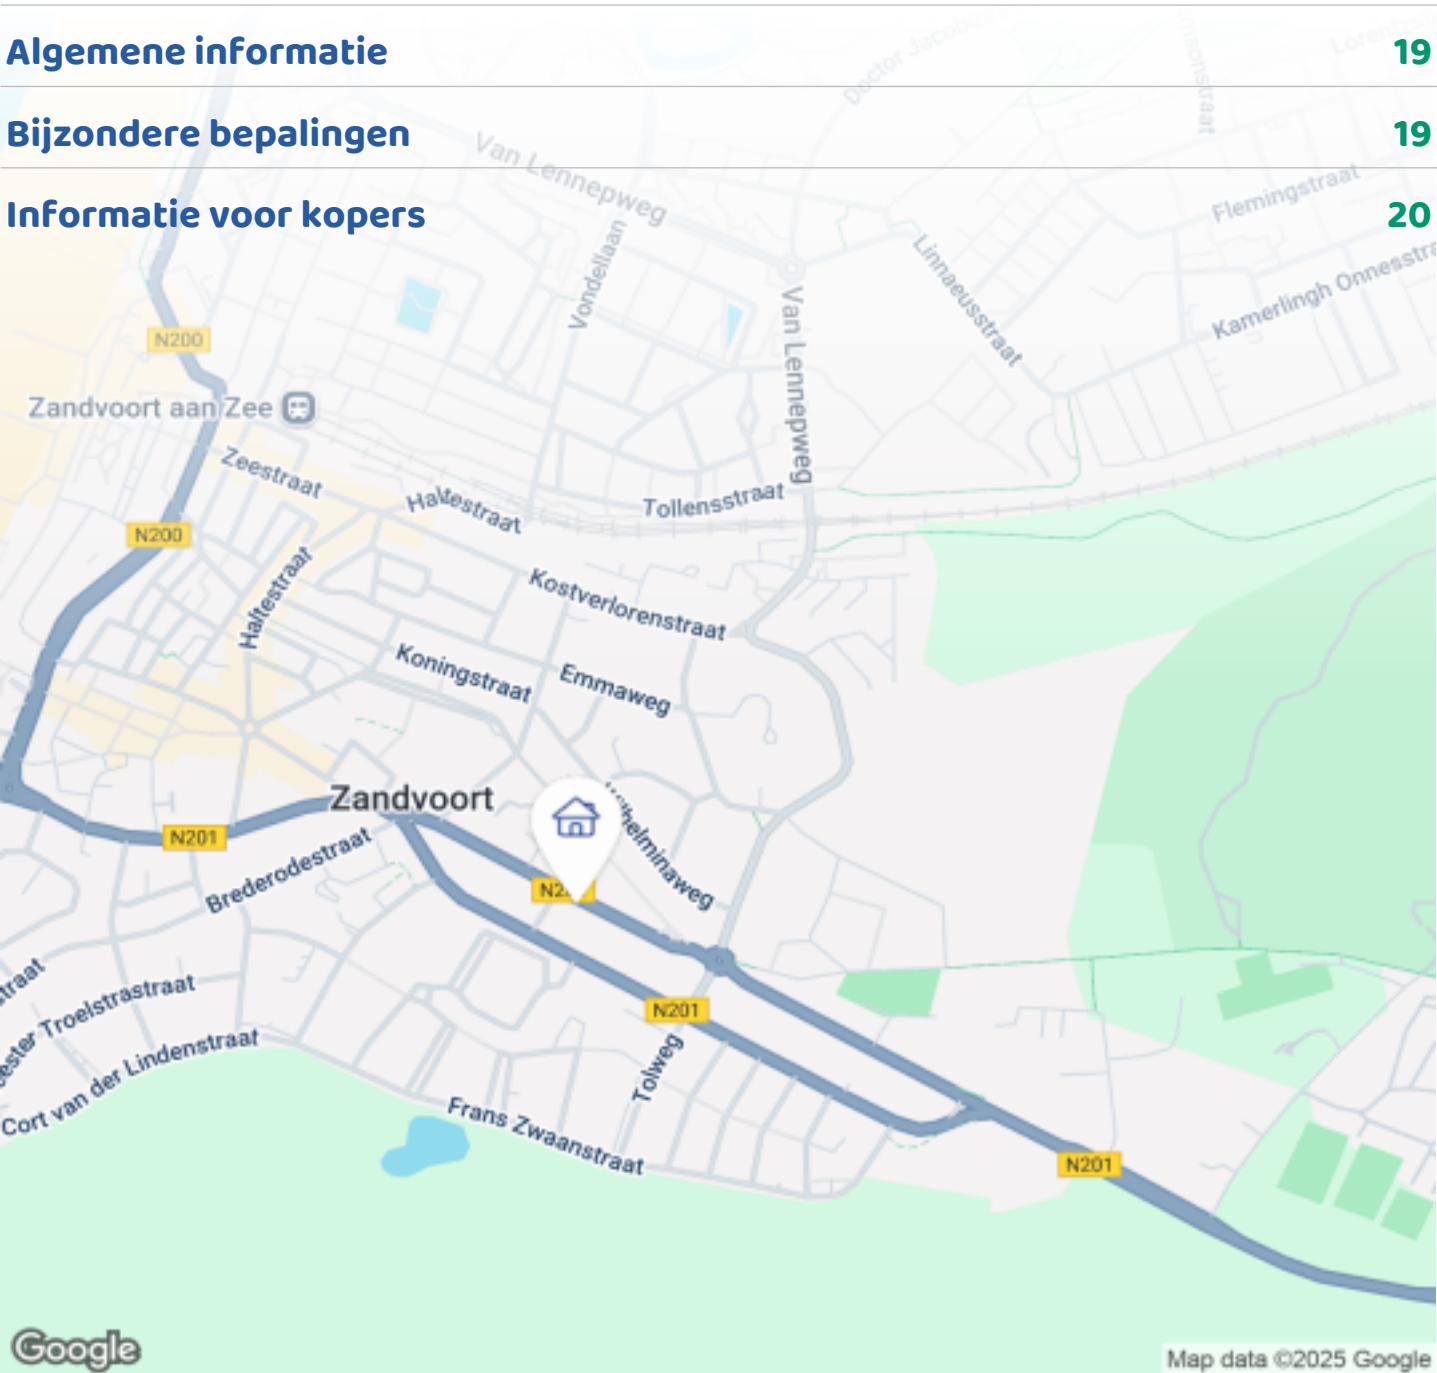 Algemene informatie 19
Bijzondere bepalingen 19
Informatie voor kopers 20
Doctor Jacobus
Van Lennepweg
Flemingstraat
Vondellaan
Linnaeusstraat
Van Lennepweg
N200
Zandvoort aan Zee
Zeestraat
Haltestraat
Tollensstraat
N200
Haltestraat
Kostverlorenstraat
Koningstraat
Emmaweg
Zandvoort
N201
Brederodestraat
N201
Tolweg
Cort van der Lindenstraat
Frans Zwaanstraat
N201
Google
Map data ©2025 Google